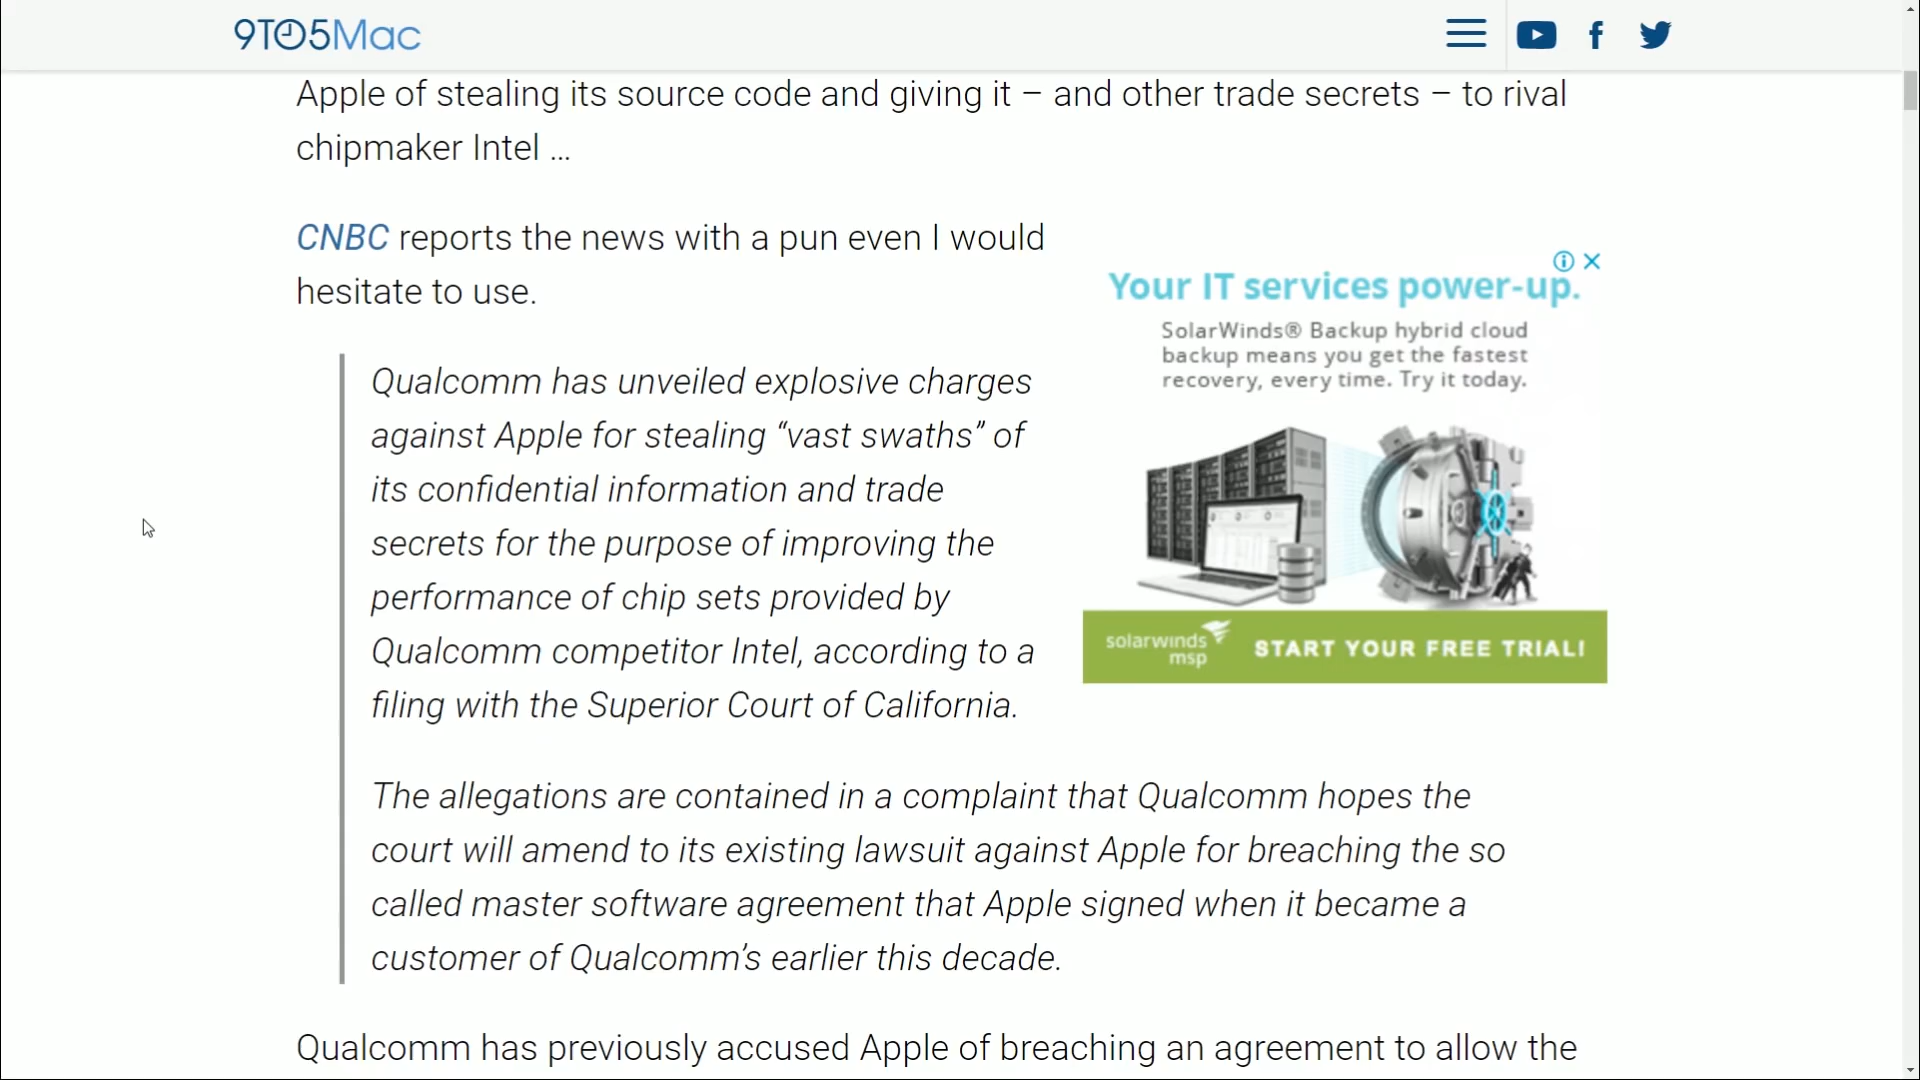 9TO5Mac
Apple of stealing its source code and giving it – and other trade secrets – to rival
chipmaker Intel …
CNBC reports the news with a pun even I would
hesitate to use.
Qualcomm has unveiled explosive charges
against Apple for stealing “vast swaths” of
its confidential information and trade
secrets for the purpose of improving the
performance of chip sets provided by
Qualcomm competitor Intel, according to a
filing with the Superior Court of California.
Your IT services power-up.
SolarWinds® Backup hybrid cloud
backup means you get the fastest
recovery, every time. Try it today.
solarwinds
msp
START YOUR FREE TRIAL!
The allegations are contained in a complaint that Qualcomm hopes the
court will amend to its existing lawsuit against Apple for breaching the so
called master software agreement that Apple signed when it became a
customer of Qualcomm’s earlier this decade.
Qualcomm has previously accused Apple of breaching an agreement to allow the